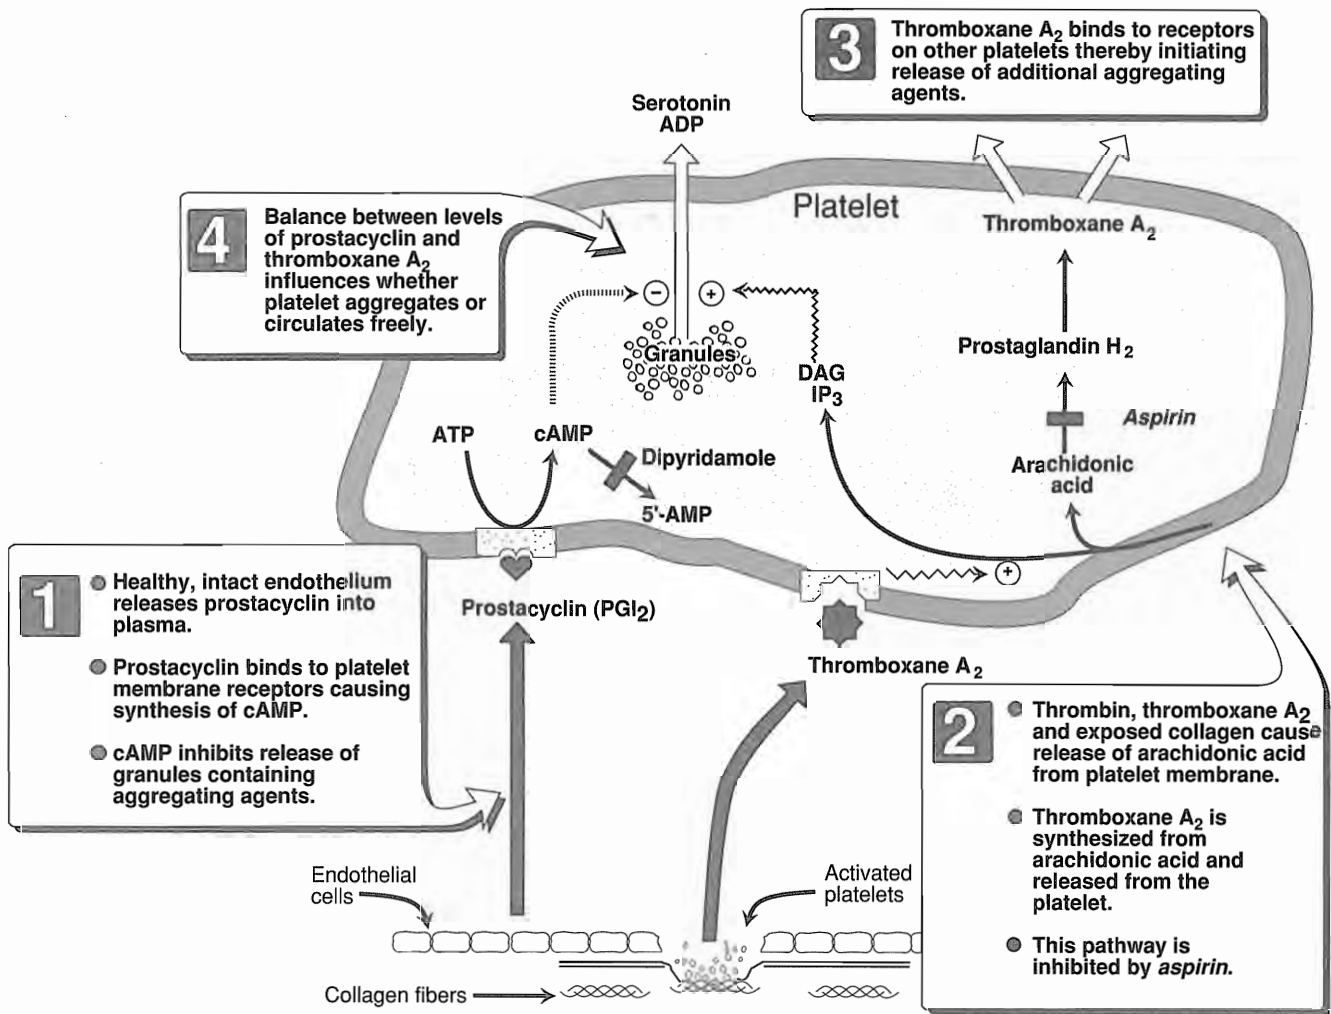 3
Thromboxane A2 binds to receptors
on other platelets thereby initiating
release of additional aggregating
agents.
Serotonin
ADP
Platelet
Thromboxane A2
4
Balance between levels
of prostacyclin and
thromboxane A2
influences whether
platelet aggregates or
circulates freely.
−
+
Granules
Prostaglandin H2
DAG
IP3
Aspirin
ATP
cAMP
Dipyridamole
Arachidonic
acid
5'-AMP
+
1
Healthy, intact endothelium
releases prostacyclin into
plasma.
Prostacyclin binds to platelet
membrane receptors causing
synthesis of cAMP.
cAMP inhibits release of
granules containing
aggregating agents.
Prostacyclin (PGI2)
Thromboxane A2
2
Thrombin, thromboxane A2
and exposed collagen cause
release of arachidonic acid
from platelet membrane.
Thromboxane A2 is
synthesized from
arachidonic acid and
released from the
platelet.
This pathway is
inhibited by aspirin.
Endothelial
cells
Activated
platelets
Collagen fibers